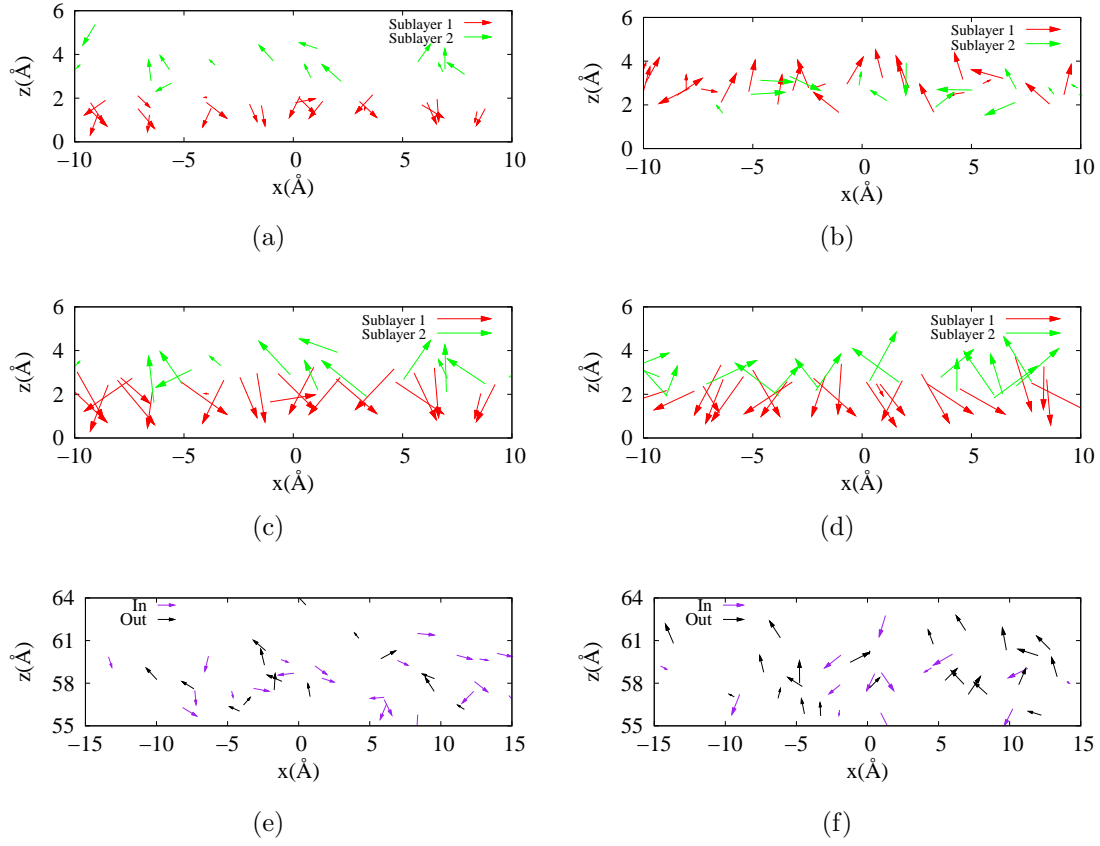 6
4
2
0
z(Å)
−10
−5
0
5
10
x(Å)
Sublayer 1
Sublayer 2
(a)
6
4
2
0
z(Å)
−10
−5
0
5
10
x(Å)
Sublayer 1
Sublayer 2
(b)
6
4
2
0
z(Å)
−10
−5
0
5
10
x(Å)
Sublayer 1
Sublayer 2
(c)
6
4
2
0
z(Å)
−10
−5
0
5
10
x(Å)
Sublayer 1
Sublayer 2
(d)
64
61
58
55
z(Å)
−15
−10
−5
0
5
10
15
x(Å)
In
Out
(e)
64
61
58
55
z(Å)
−15
−10
−5
0
5
10
15
x(Å)
In
Out
(f)